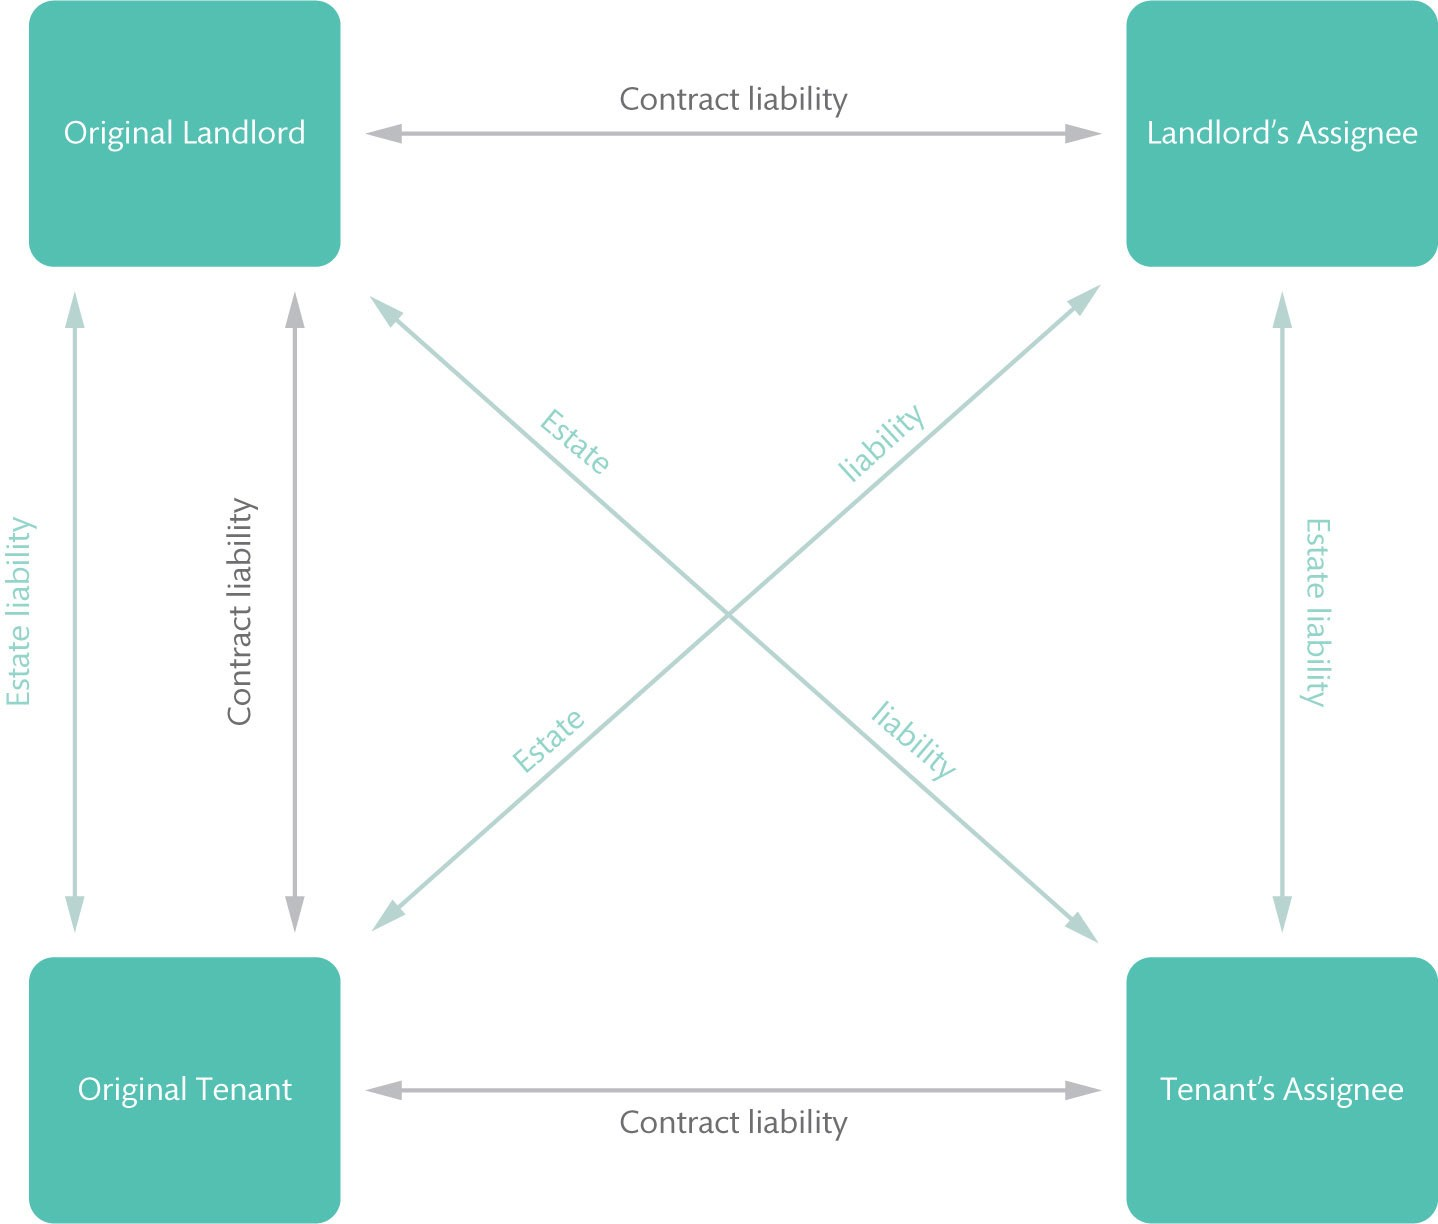 Contract liability
Original Landlord
Landlord’s Assignee
Estate liability
Estate liability
Estate liability
Contract liability
Estate liability
Original Tenant
Tenant’s Assignee
Contract liability